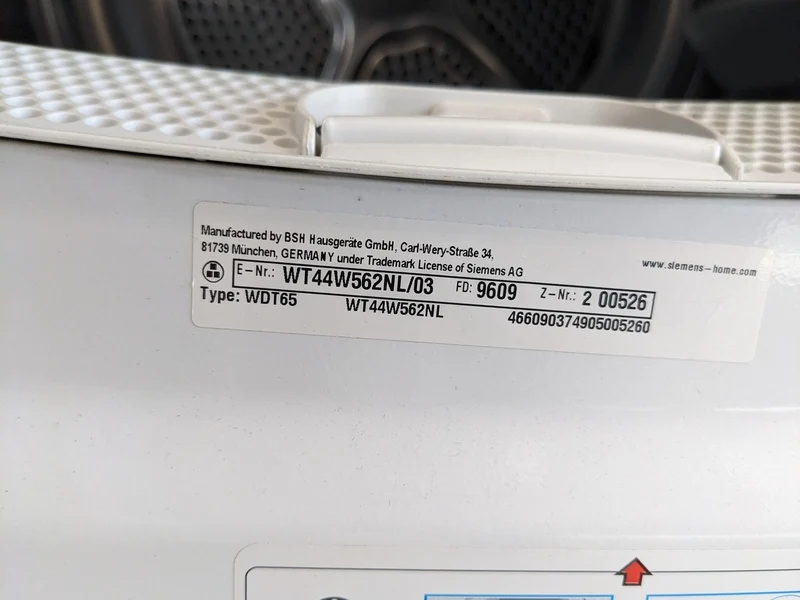 Manufactured by BSH Hausgeräte GmbH, Carl-Wery-Straße 34,
81739 München, GERMANY under Trademark License of Siemens AG
www.siemens-home.com
E-Nr.: WT44W562NL/03 FD: 9609 Z-Nr.: 2 00526
Type: WDT65 WT44W562NL 466090374905005260